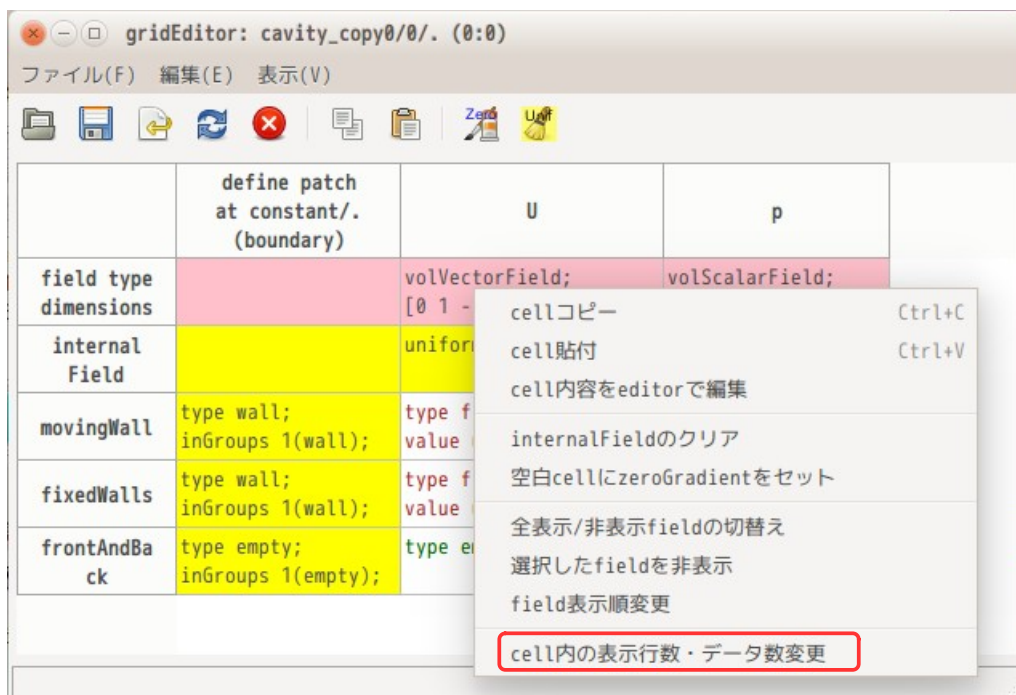 gridEditor: cavity_copy0/0/. (0:0)
ファイル(F) 編集(E) 表示(V)
Zero
Unif
define patch
at constant/.
(boundary)
U
p
field type
dimensions
volVectorField;
[0 1 -
volScalarField;
internal
Field
uniform
movingWall
type wall;
inGroups 1(wall);
type f
value
fixedWalls
type wall;
inGroups 1(wall);
type f
value
frontAndBa
ck
type empty;
inGroups 1(empty);
type e
cellコピー Ctrl+C
cell貼付 Ctrl+V
cell内容をeditorで編集
internalFieldのクリア
空白cellにzeroGradientをセット
全表示/非表示fieldの切替え
選択したfieldを非表示
field表示順変更
cell内の表示行数・データ数変更